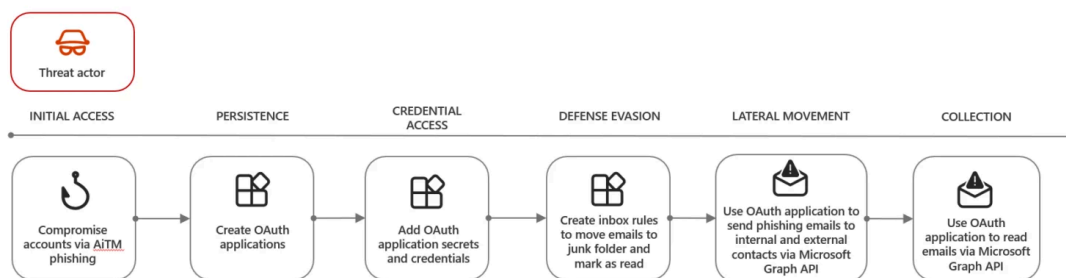 Threat actor
INITIAL ACCESS
PERSISTENCE
CREDENTIAL
ACCESS
DEFENSE EVASION
LATERAL MOVEMENT
COLLECTION
Compromise
accounts via AiTM
phishing
Create OAuth
applications
Add OAuth
application secrets
and credentials
Create inbox rules
to move emails to
junk folder and
mark as read
Use OAuth application to
send phishing emails to
internal and external
contacts via Microsoft
Graph API
Use OAuth
application to read
emails via Microsoft
Graph API